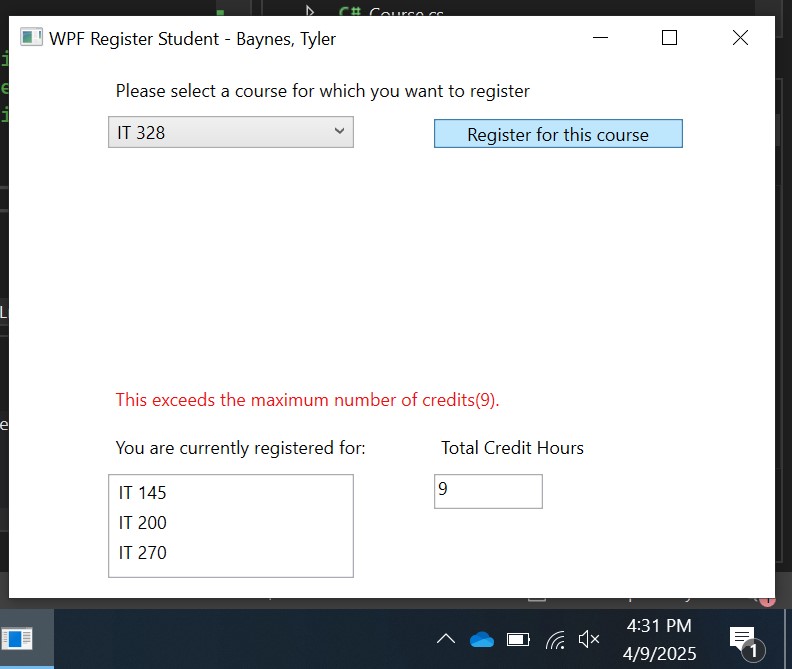 C# Course.cs
WPF Register Student - Baynes, Tyler
Please select a course for which you want to register
IT 328
Register for this course
This exceeds the maximum number of credits(9).
You are currently registered for:
Total Credit Hours
IT 145
9
IT 200
IT 270
4:31 PM
4/9/2025
1